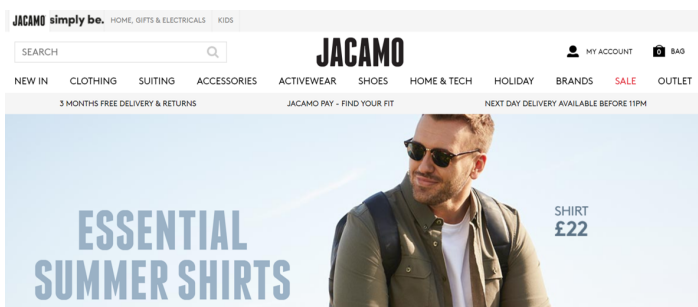 JACAMO simply be. HOME, GIFTS & ELECTRICALS KIDS
SEARCH JACAMO MY ACCOUNT 0 BAG
NEW IN CLOTHING SUITING ACCESSORIES ACTIVEWEAR SHOES HOME & TECH HOLIDAY BRANDS SALE OUTLET
3 MONTHS FREE DELIVERY & RETURNS JACAMO PAY - FIND YOUR FIT NEXT DAY DELIVERY AVAILABLE BEFORE 11PM
ESSENTIAL
SUMMER SHIRTS
SHIRT
£22